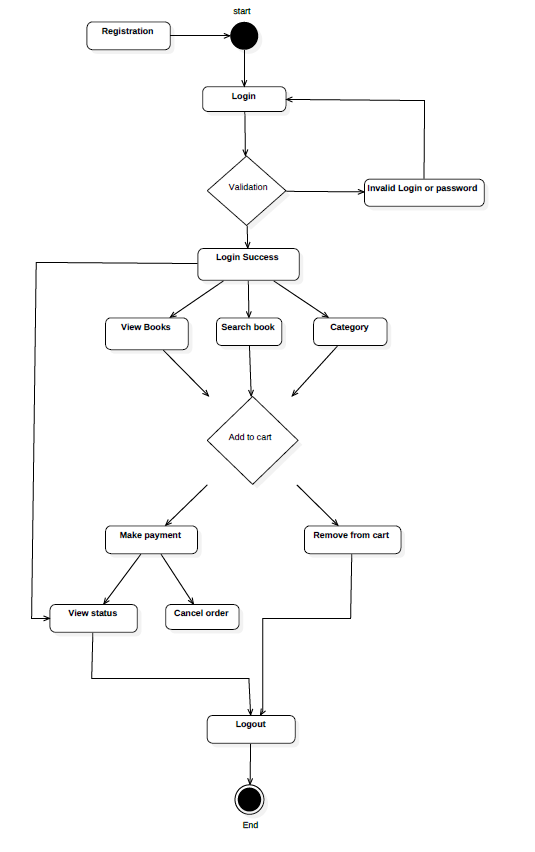 start
Registration
Login
Validation
Invalid Login or password
Login Success
View Books
Search book
Category
Add to cart
Make payment
Remove from cart
View status
Cancel order
Logout
End